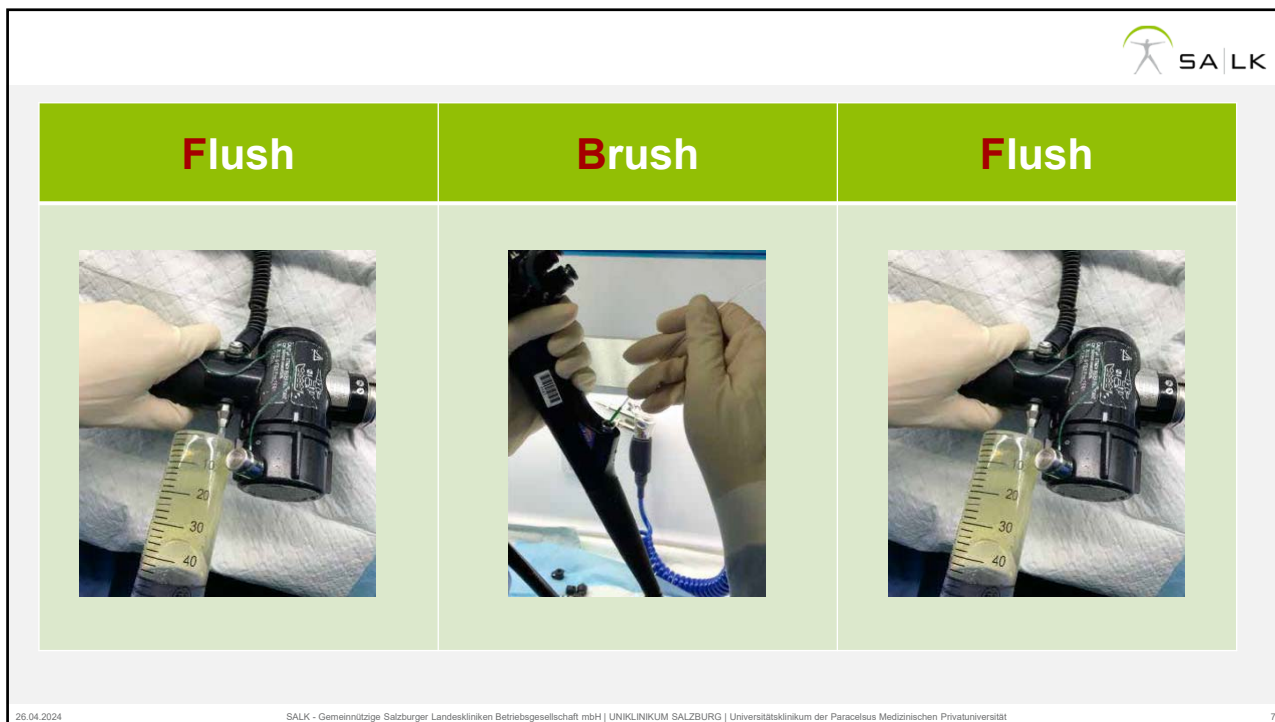 SA LK
Flush
Brush
Flush
10
20
30
40
10
20
30
40
26.04.2024
SALK - Gemeinnützige Salzburger Landeskliniken Betriebsgesellschaft mbH | UNIKLINIKUM SALZBURG | Universitätsklinikum der Paracelsus Medizinischen Privatuniversität
7